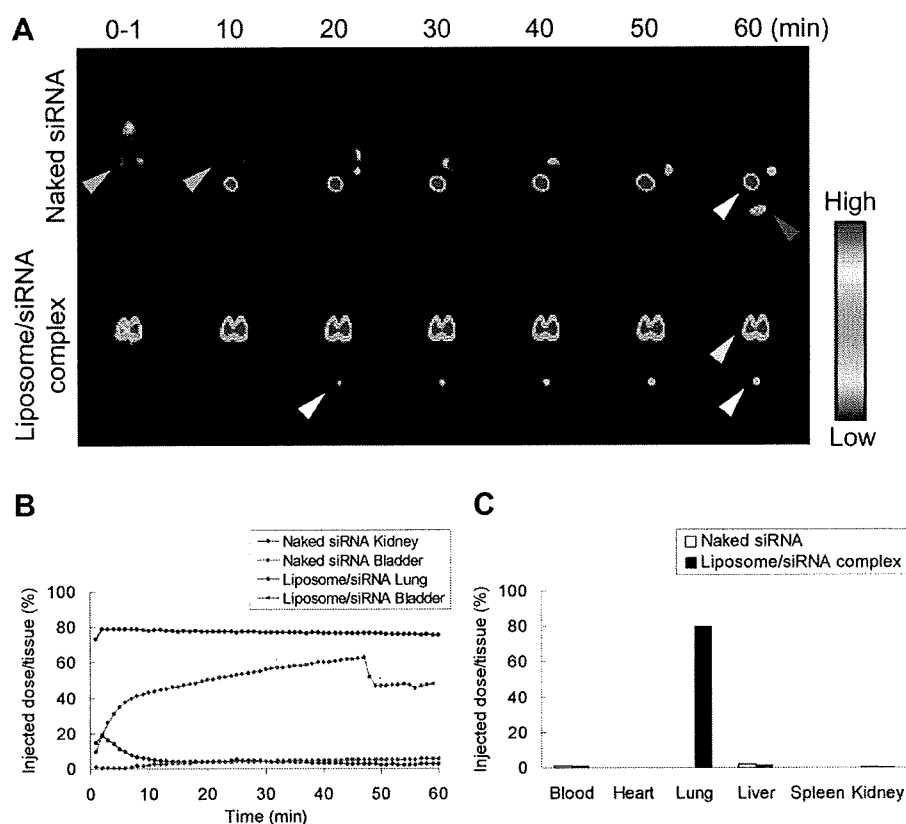 A
0-1 10 20 30 40 50 60 (min)
Naked siRNA
Liposome/siRNA
complex
High
Low
B
Naked siRNA Kidney
Naked siRNA Bladder
Liposome/siRNA Lung
Liposome/siRNA Bladder
Injected dose/tissue (%)
100
80
60
40
20
0
0 10 20 30 40 50 60
Time (min)
C
Naked siRNA
Liposome/siRNA complex
Injected dose/tissue (%)
100
80
60
40
20
0
Blood Heart Lung Liver Spleen Kidney